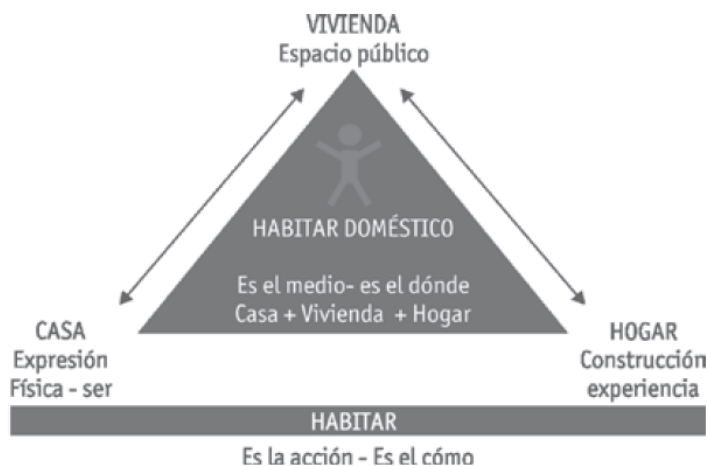 VIVIENDA
Espacio público
HABITAR DOMÉSTICO
Es el medio- es el dónde
Casa + Vivienda + Hogar
CASA
Expresión
Física - ser
HOGAR
Construcción
experiencia
HABITAR
Es la acción - Es el cómo